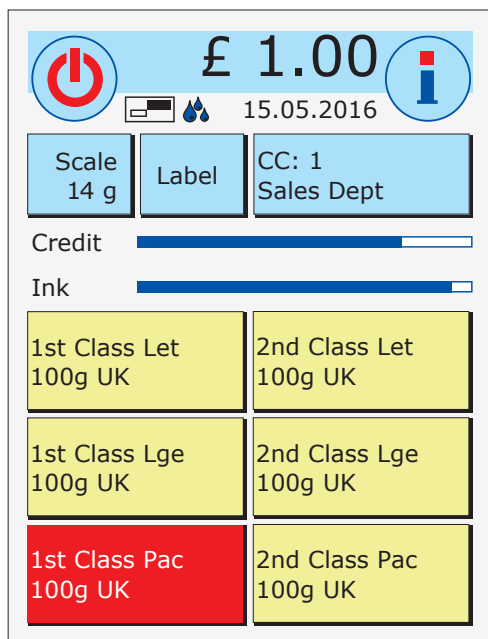 £ 1.00
i
15.05.2016
Scale
14 g
Label
CC: 1
Sales Dept
Credit
Ink
1st Class Let
100g UK
2nd Class Let
100g UK
1st Class Lge
100g UK
2nd Class Lge
100g UK
1st Class Pac
100g UK
2nd Class Pac
100g UK